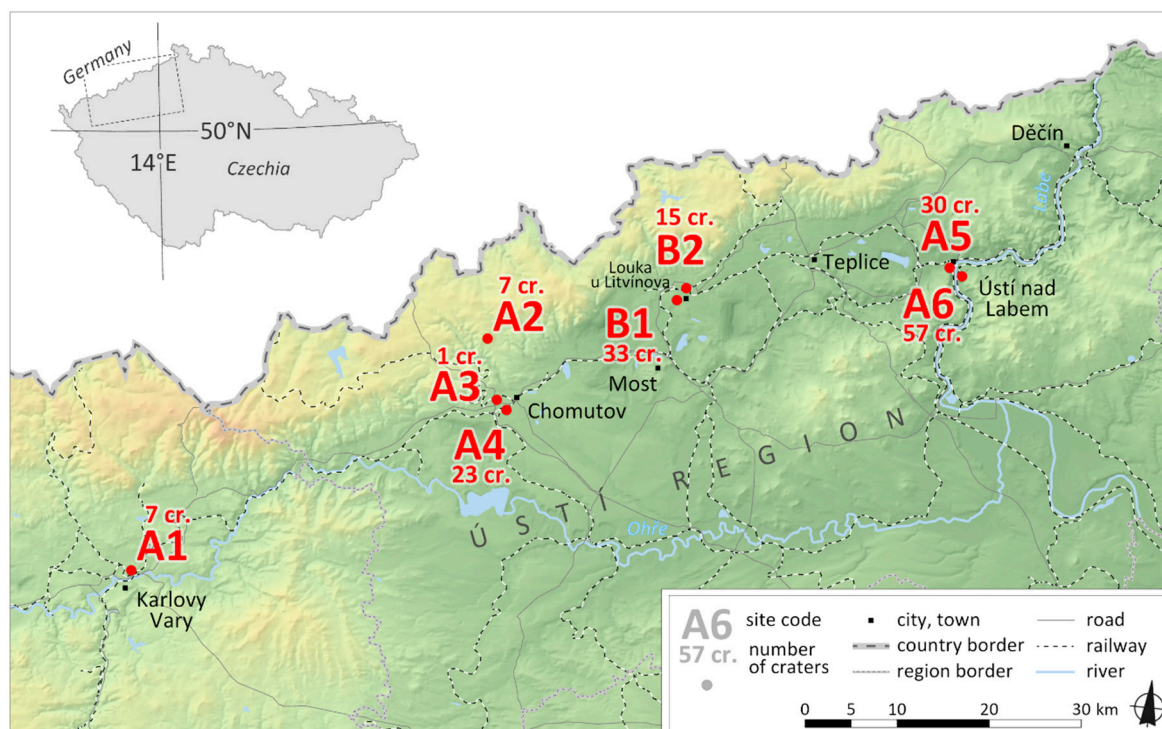 Germany
50°N
14°E
Czechia
Děčín
Labe
30 cr.
A5
15 cr.
B2
Teplice
Louka
u Litvínova
Ústí nad
Labem
A6
57 cr.
7 cr.
A2
B1
33 cr.
1 cr.
A3
Most
Chomutov
A4
23 cr.
ÚSTÍ REGION
Ohře
7 cr.
A1
Karlovy
Vary
A6 site code
57 cr. number
of craters
city, town
country border
region border
road
railway
river
0 5 10 20 30 km